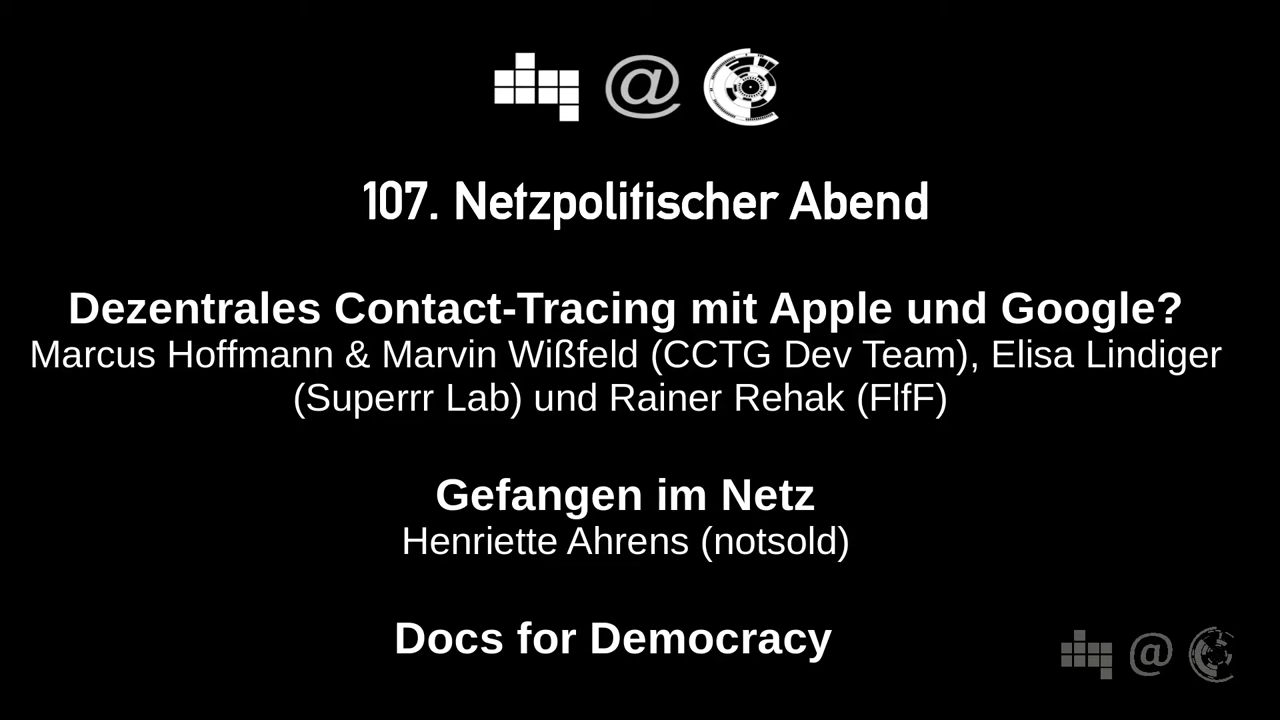 @
107. Netzpolitischer Abend
Dezentrales Contact-Tracing mit Apple und Google?
Marcus Hoffmann & Marvin Wißfeld (CCTG Dev Team), Elisa Lindiger
(Superrr Lab) und Rainer Rehak (FIfF)
Gefangen im Netz
Henriette Ahrens (notsold)
Docs for Democracy
@